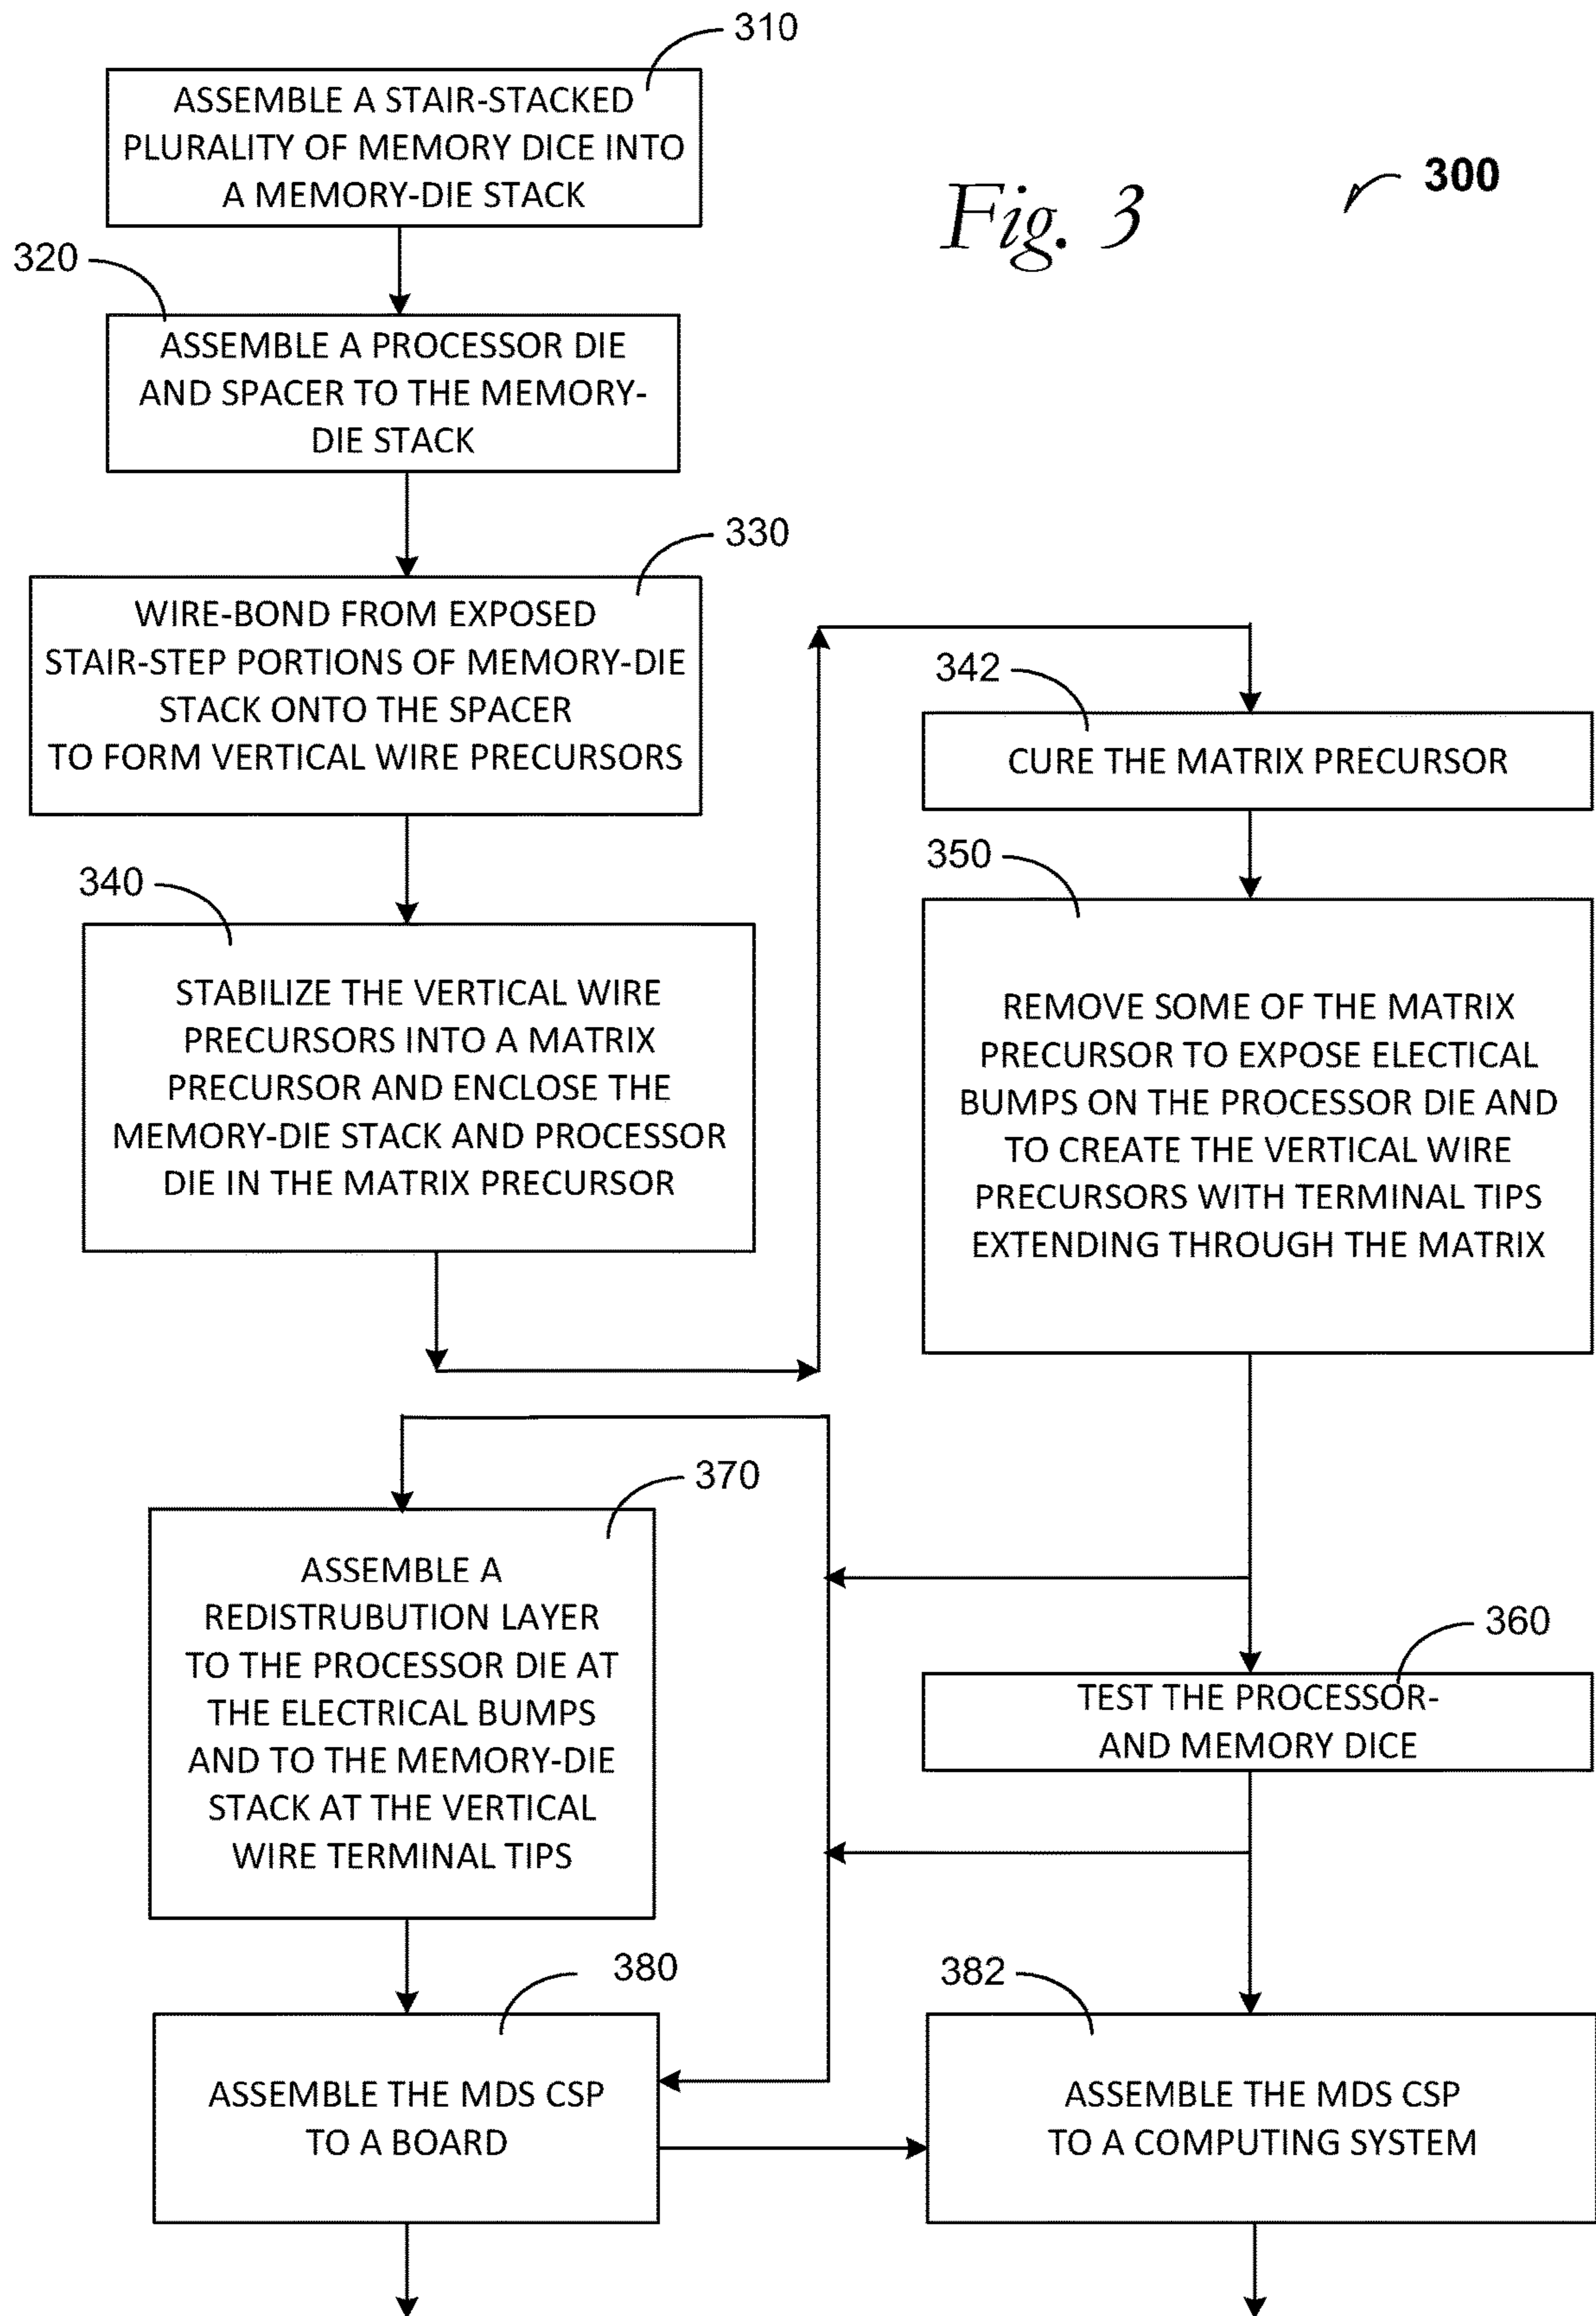 310
ASSEMBLE A STAIR-STACKED
PLURALITY OF MEMORY DICE INTO
A MEMORY-DIE STACK
Fig. 3
300
320
ASSEMBLE A PROCESSOR DIE
AND SPACER TO THE MEMORY-
DIE STACK
330
WIRE-BOND FROM EXPOSED
STAIR-STEP PORTIONS OF MEMORY-DIE
STACK ONTO THE SPACER
TO FORM VERTICAL WIRE PRECURSORS
340
STABILIZE THE VERTICAL WIRE
PRECURSORS INTO A MATRIX
PRECURSOR AND ENCLOSE THE
MEMORY-DIE STACK AND PROCESSOR
DIE IN THE MATRIX PRECURSOR
342
CURE THE MATRIX PRECURSOR
350
REMOVE SOME OF THE MATRIX
PRECURSOR TO EXPOSE ELECTICAL
BUMPS ON THE PROCESSOR DIE AND
TO CREATE THE VERTICAL WIRE
PRECURSORS WITH TERMINAL TIPS
EXTENDING THROUGH THE MATRIX
360
TEST THE PROCESSOR-
AND MEMORY DICE
370
ASSEMBLE A
REDISTRUBUTION LAYER
TO THE PROCESSOR DIE AT
THE ELECTRICAL BUMPS
AND TO THE MEMORY-DIE
STACK AT THE VERTICAL
WIRE TERMINAL TIPS
380
ASSEMBLE THE MDS CSP
TO A BOARD
382
ASSEMBLE THE MDS CSP
TO A COMPUTING SYSTEM